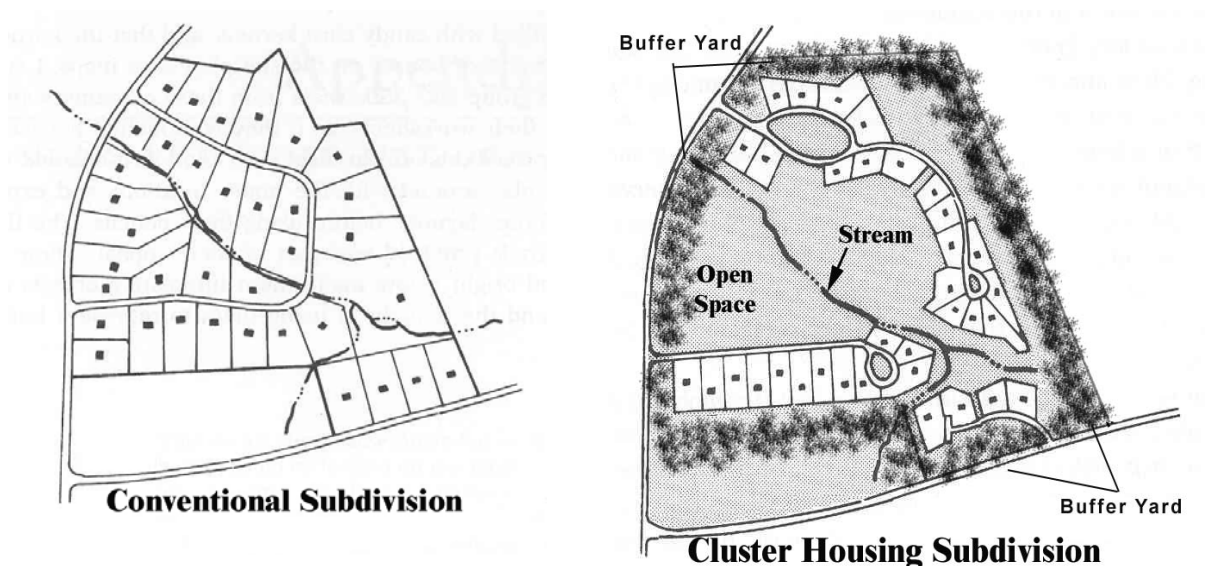 Buffer Yard
Stream
Open
Space
Buffer Yard
Conventional Subdivision
Cluster Housing Subdivision